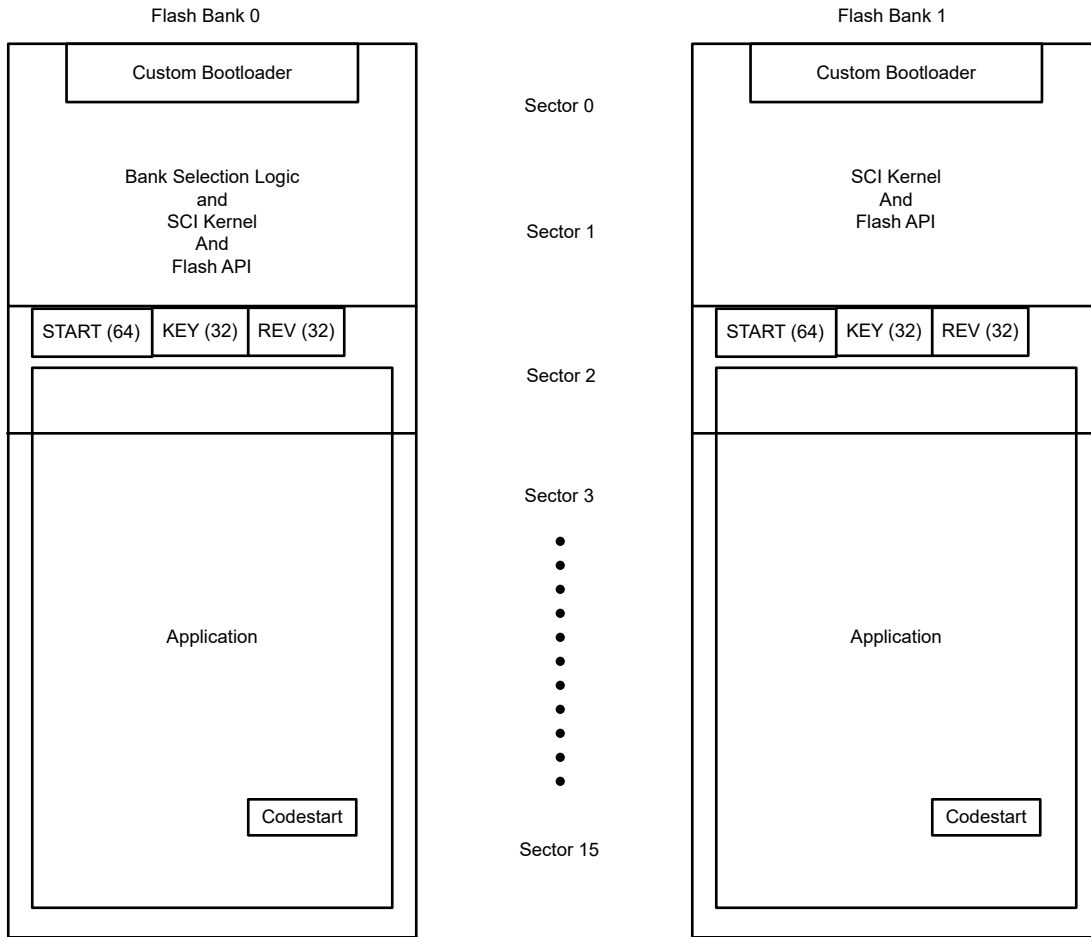 Flash Bank 0
Custom Bootloader
Bank Selection Logic
and
SCI Kernel
And
Flash API
START (64)
KEY (32)
REV (32)
Application
Codestart
Sector 0
Sector 1
Sector 2
Sector 3
Sector 15
Flash Bank 1
Custom Bootloader
SCI Kernel
And
Flash API
START (64)
KEY (32)
REV (32)
Application
Codestart